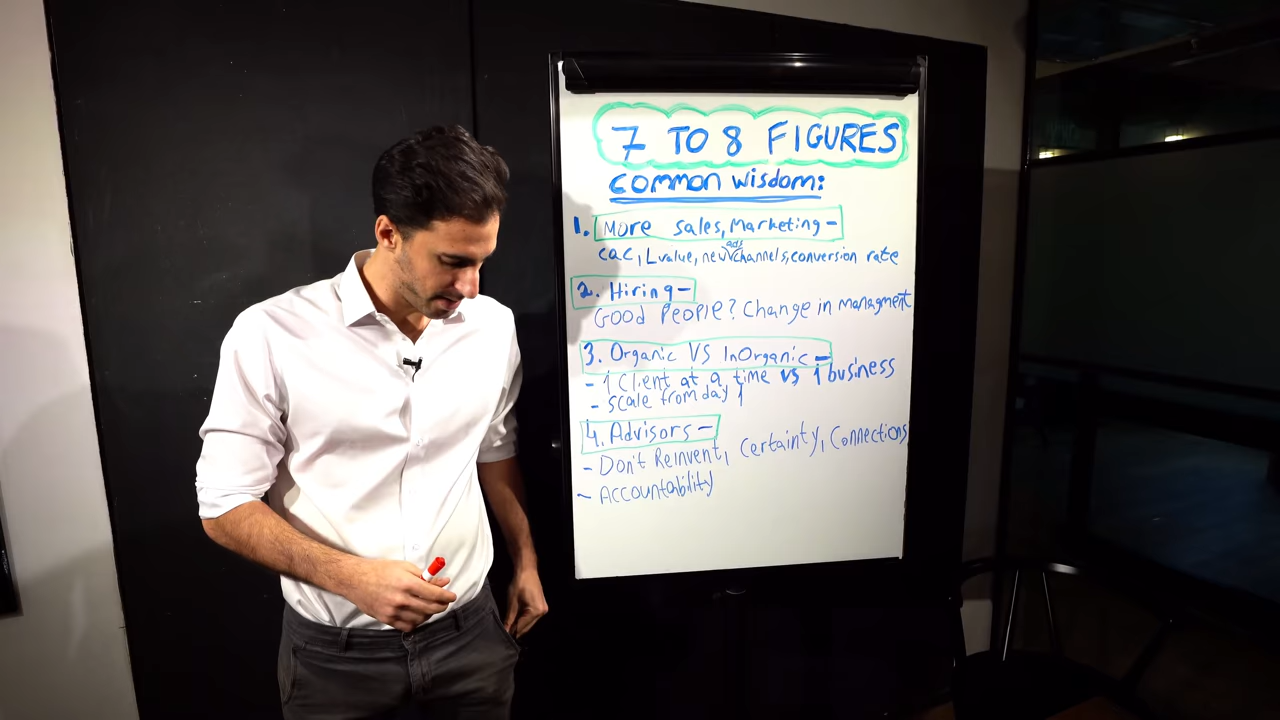 7 TO 8 FIGURES
common wisdom:
1. More sales, Marketing -
cac, Lvalue, new ads channels, conversion rate
2. Hiring -
Good People? Change in managment
3. Organic VS InOrganic -
- 1 client at a time vs 1 business
- scale from day 1
4. Advisors -
- Don't Reinvent, Certainty, Connections
- Accountability